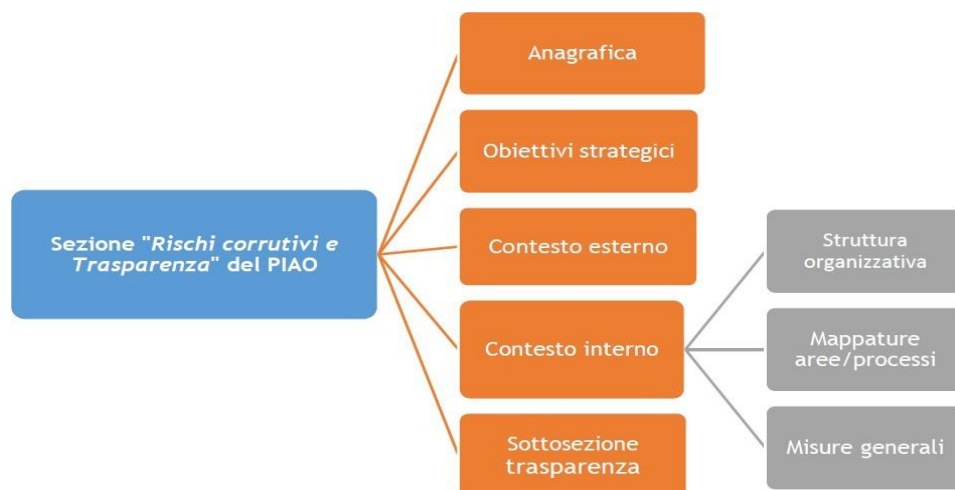 Sezione "Rischi corrutivi e
Trasparenza" del PIAO
Anagrafica
Obiettivi strategici
Contesto esterno
Contesto interno
Sottosezione
trasparenza
Struttura
organizzativa
Mappature
aree/processi
Misure generali